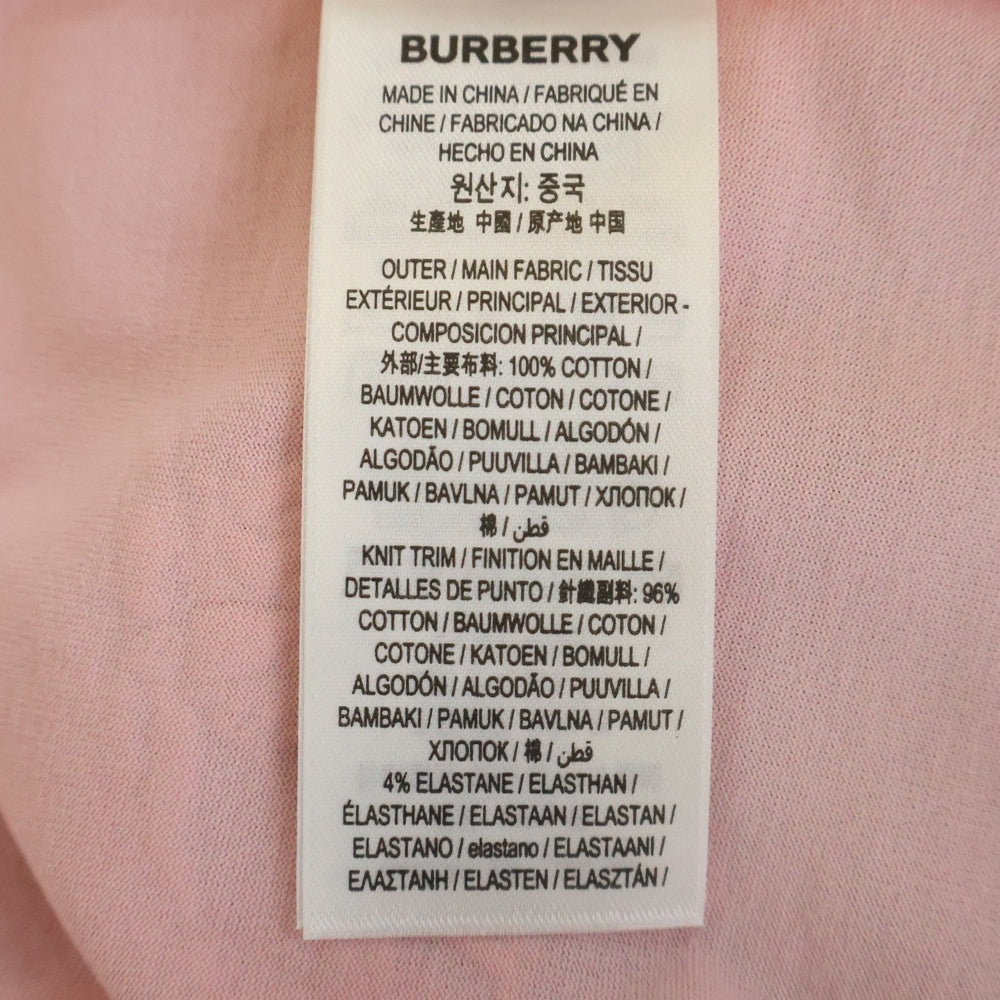 BURBERRY
MADE IN CHINA / FABRIQUÉ EN
CHINE / FABRICADO NA CHINA /
HECHO EN CHINA
원산지: 중국
生產地 中國 / 原产地 中国
OUTER / MAIN FABRIC / TISSU
EXTÉRIEUR / PRINCIPAL / EXTERIOR -
COMPOSICION PRINCIPAL /
外部/主要布料: 100% COTTON /
BAUMWOLLE / COTON / COTONE /
KATOEN / BOMULL / ALGODÓN /
ALGODÃO / PUUVILLA / BAMBAKI /
PAMUK / BAVLNA / PAMUT / ХЛОПОК /
棉 / قطن
KNIT TRIM / FINITION EN MAILLE /
DETALLES DE PUNTO / 針織副料: 96%
COTTON / BAUMWOLLE / COTON /
COTONE / KATOEN / BOMULL /
ALGODÓN / ALGODÃO / PUUVILLA /
BAMBAKI / PAMUK / BAVLNA / PAMUT /
ХЛОПОК / 棉 / قطن
4% ELASTANE / ELASTHAN /
ÉLASTHANE / ELASTAAN / ELASTAN /
ELASTANO / elastano / ELASTAANI /
ΕΛΑΣΤΑΝΗ / ELASTEN / ELASZTÁN /